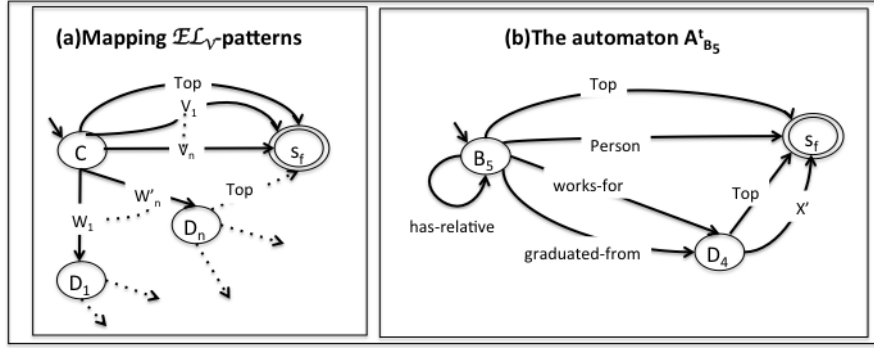 (a)Mapping ℰℒ𝒱-patterns
Top
V1
Vn
C
sf
W'n
Top
W1
Dn
D1
(b)The automaton A^t_B5
Top
Person
B5
sf
works-for
Top
X'
has-relative
graduated-from
D4